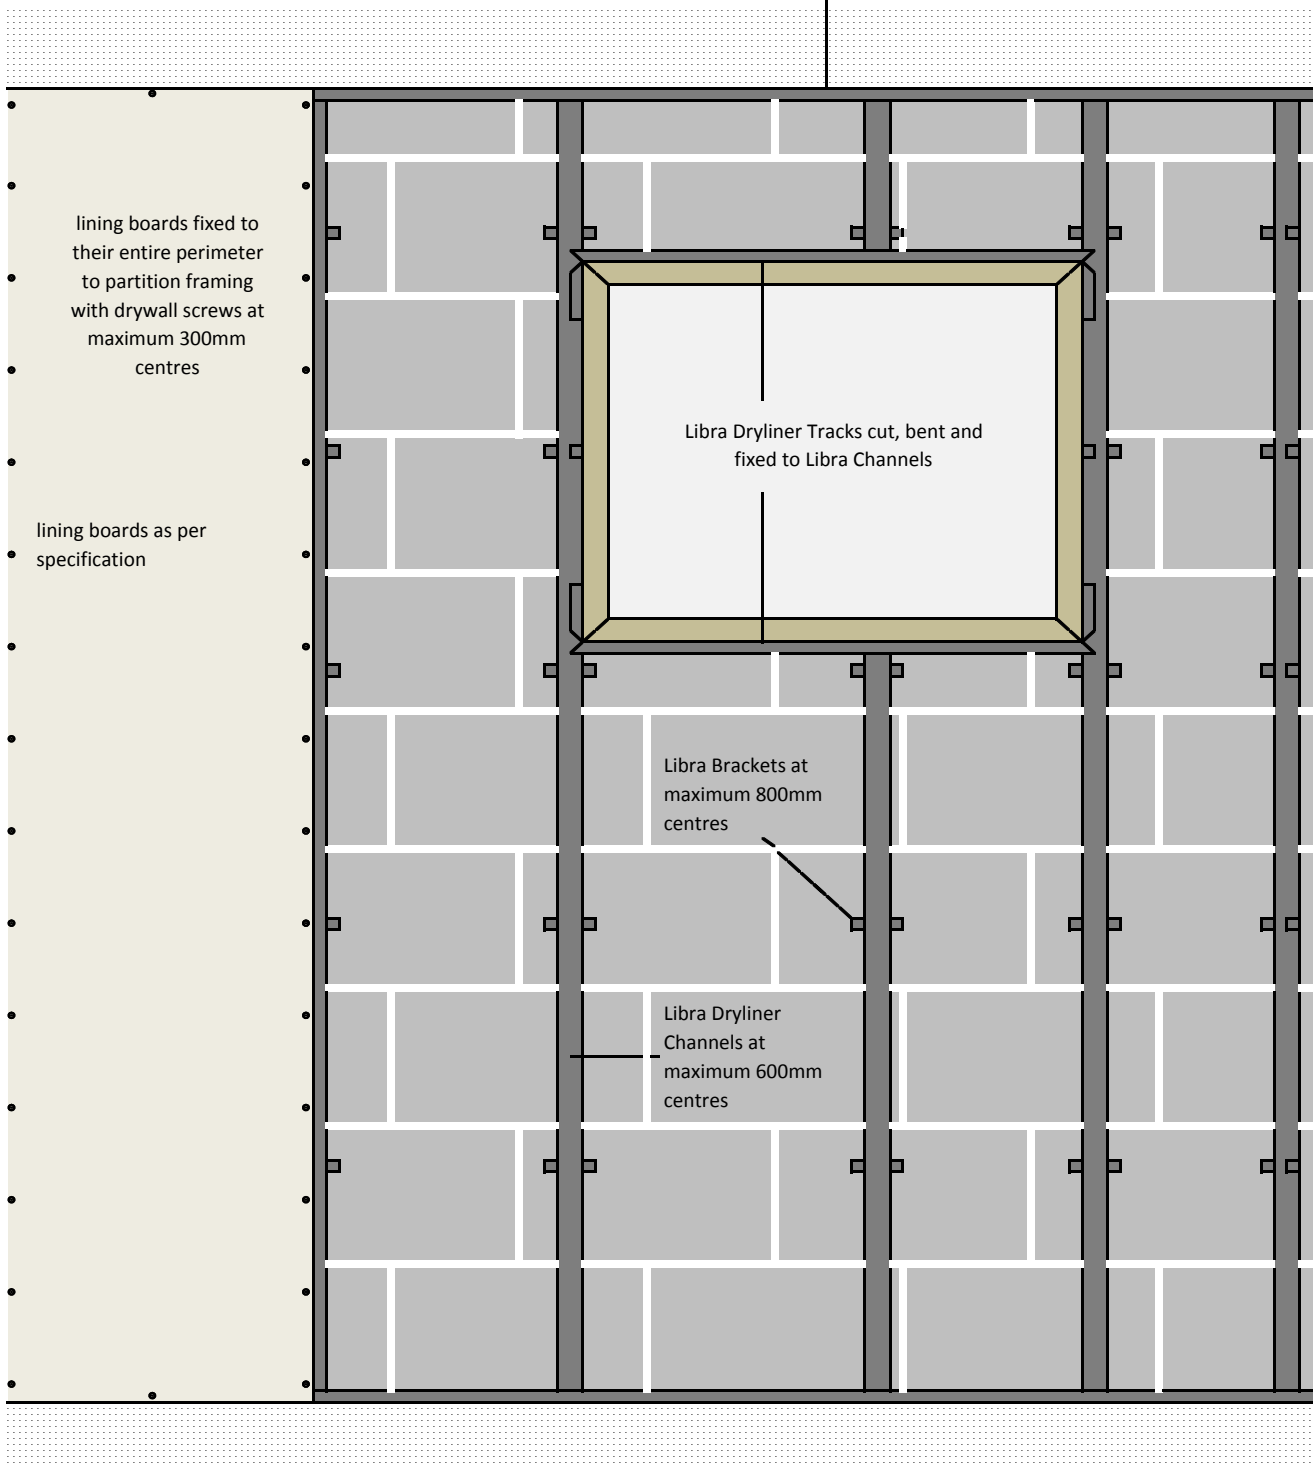 lining boards fixed to
their entire perimeter
to partition framing
with drywall screws at
maximum 300mm
centres
Libra Dryliner Tracks cut, bent and
fixed to Libra Channels
lining boards as per
specification
Libra Brackets at
maximum 800mm
centres
Libra Dryliner
Channels at
maximum 600mm
centres